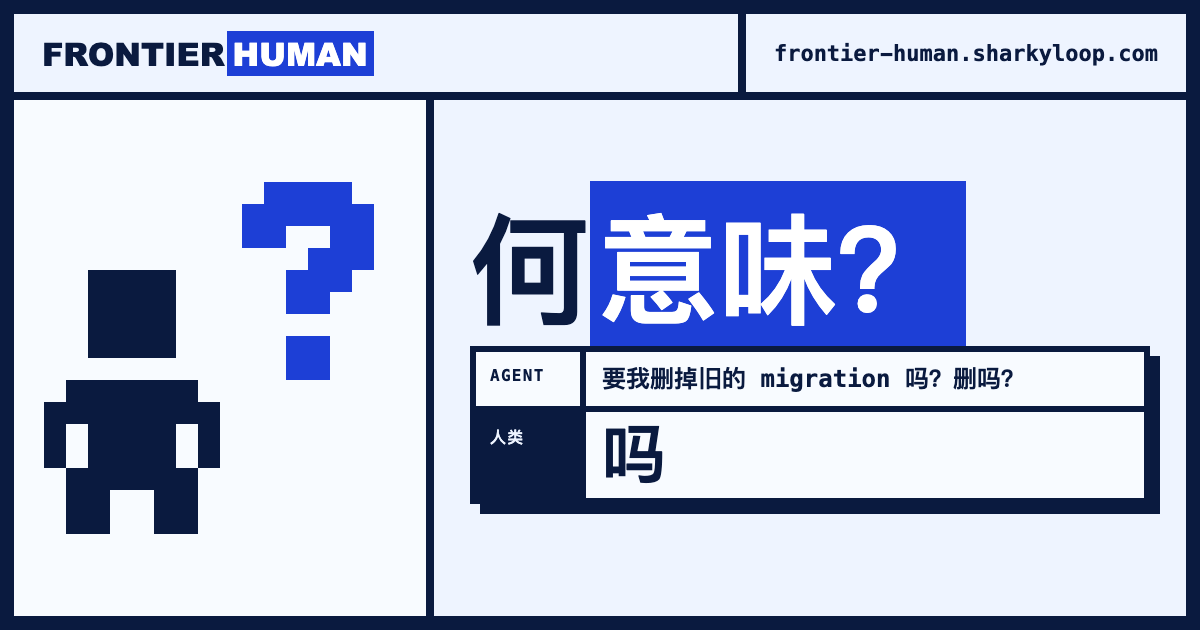 FRONTIER HUMAN
frontier-human.sharkyloop.com
何意味?
AGENT
要我删掉旧的 migration 吗? 删吗?
人类
吗